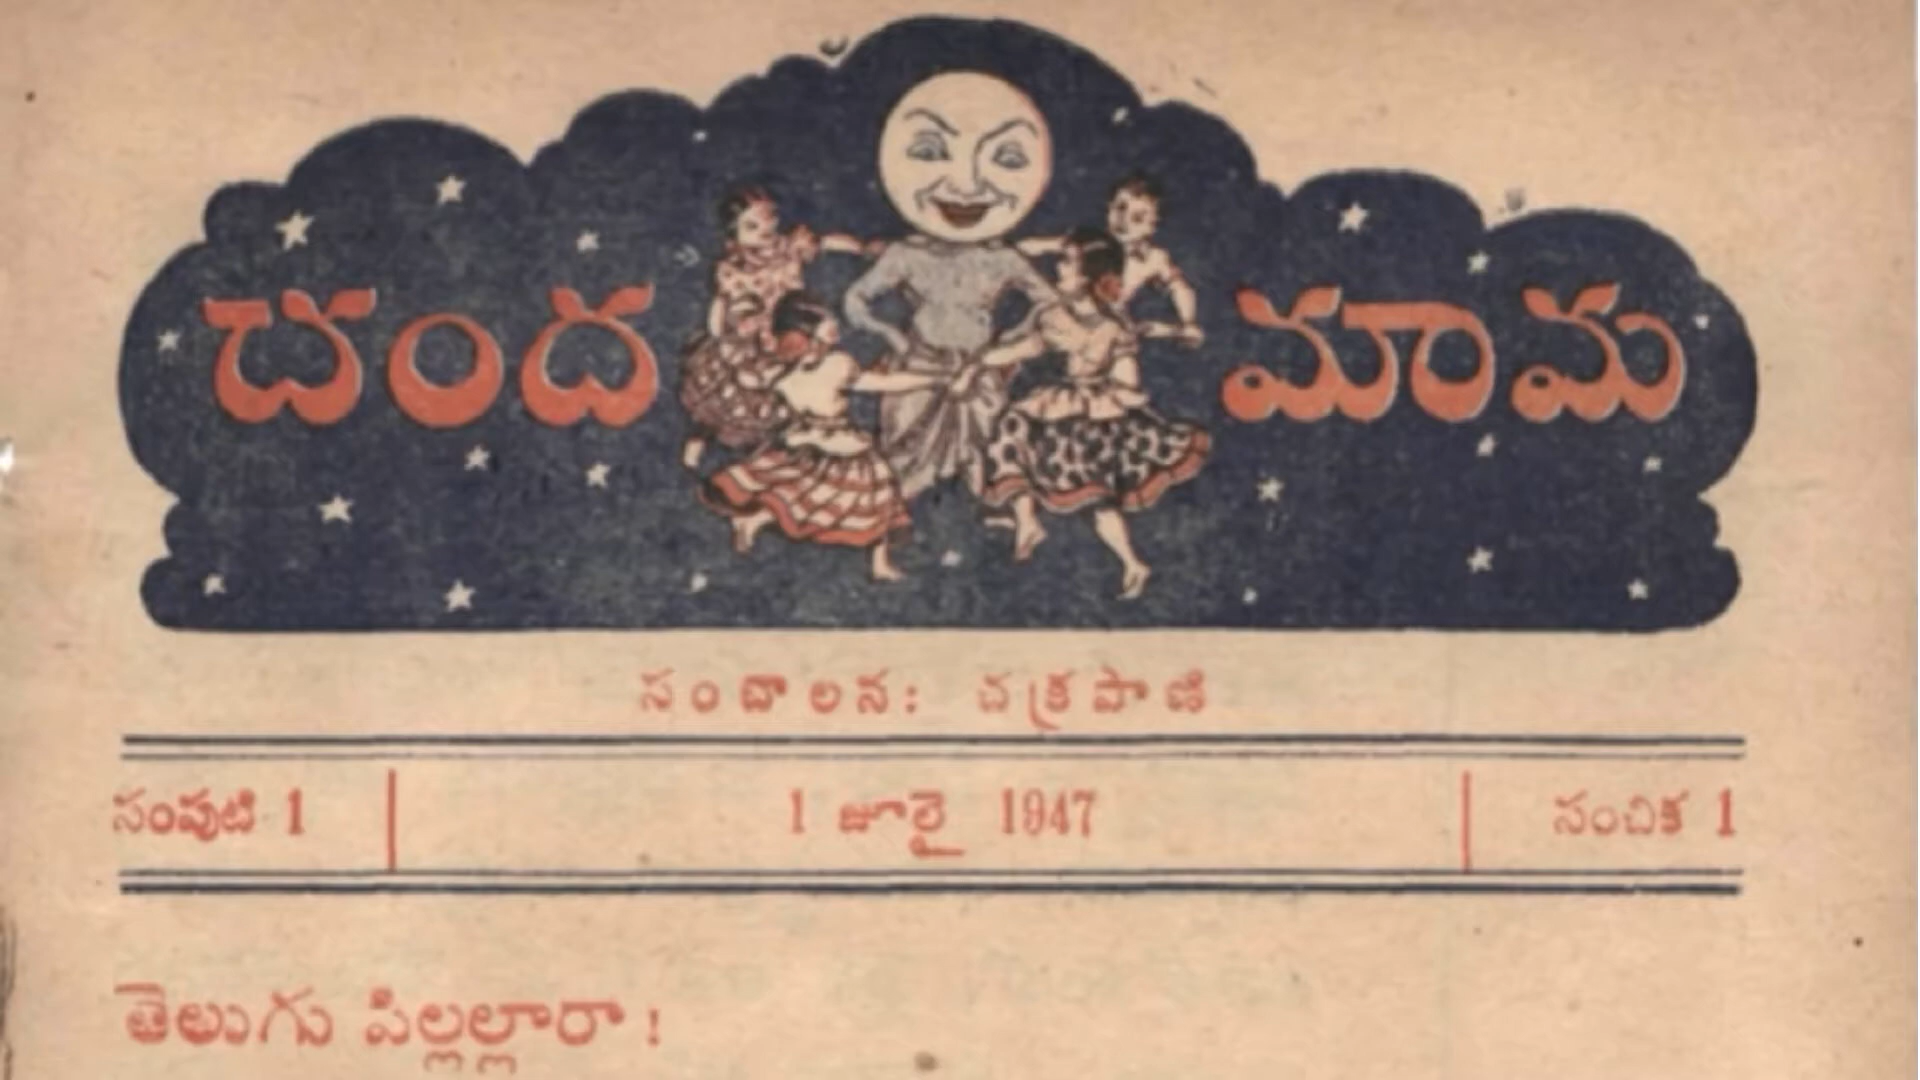 చందమామ
సంచాలన: చక్రపాణి
సంపుటి 1 | 1 జూలై 1947 | సంచిక 1
తెలుగు పిల్లల్లారా !